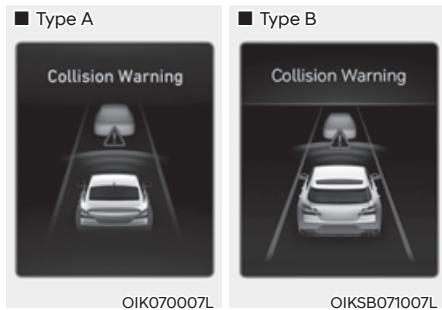 ■ Type A
Collision Warning
OIK070007L
■ Type B
Collision Warning
OIKSB071007L